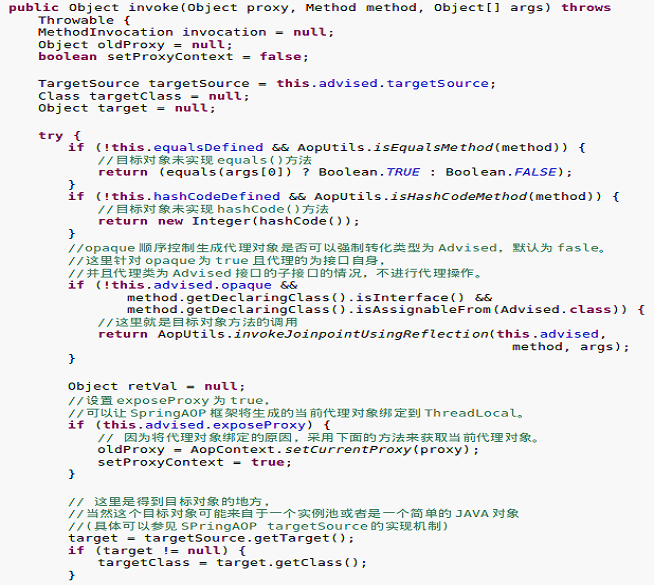 public Object invoke(Object proxy, Method method, Object[] args) throws
Throwable {
MethodInvocation invocation = null;
Object oldProxy = null;
boolean setProxyContext = false;
TargetSource targetSource = this.advised.targetSource;
Class targetClass = null;
Object target = null;
try {
if (!this.equalsDefined && AopUtils.isEqualsMethod(method)) {
//目标对象未实现equals()方法
return (equals(args[0]) ? Boolean.TRUE : Boolean.FALSE);
}
if (!this.hashCodeDefined && AopUtils.isHashCodeMethod(method)) {
//目标对象未实现hashCode()方法
return new Integer(hashCode());
}
//opaque 顺序控制生成代理对象是否可以强制转化类型为 Advised，默认为 fasle。
//这里针对 opaque 为 true 且代理的为接口自身，
//并且代理类为 Advised 接口的子接口的情况，不进行代理操作。
if (!this.advised.opaque &&
method.getDeclaringClass().isInterface() &&
method.getDeclaringClass().isAssignableFrom(Advised.class)) {
//这里就是目标对象方法的调用
return AopUtils.invokeJoinpointUsingReflection(this.advised,
method, args);
}
Object retVal = null;
//设置 exposeProxy 为 true，
//可以让 SpringAOP 框架将生成的当前代理对象绑定到 ThreadLocal。
if (this.advised.exposeProxy) {
// 因为将代理对象绑定的原因，采用下面的方法来获取当前代理对象。
oldProxy = AopContext.setCurrentProxy(proxy);
setProxyContext = true;
}
// 这里是得到目标对象的地方，
//当然这个目标对象可能来自于一个实例池或者是一个简单的 JAVA 对象
//(具体可以参见 SPringAOP targetSource 的实现机制)
target = targetSource.getTarget();
if (target != null) {
targetClass = target.getClass();
}